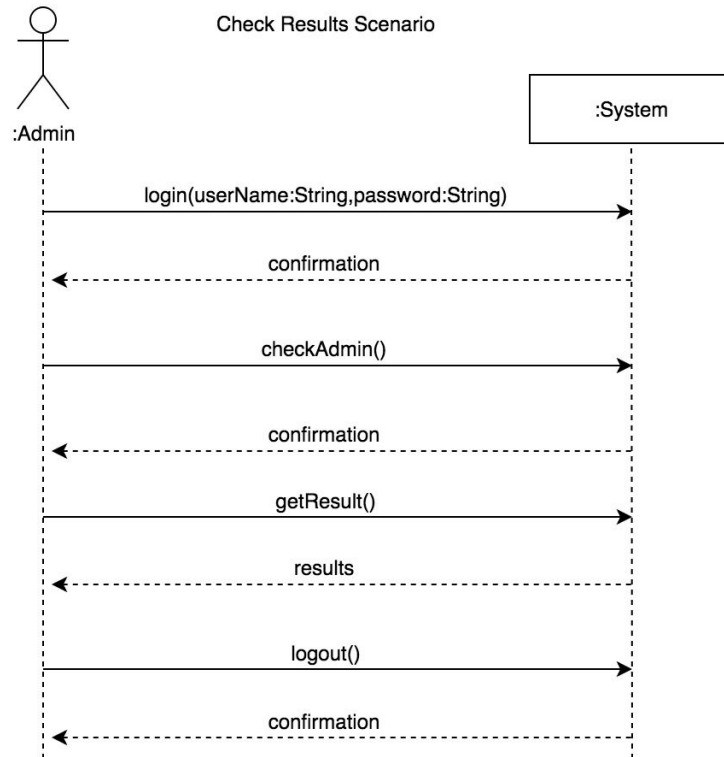 Check Results Scenario
:System
:Admin
login(userName:String,password:String)
confirmation
checkAdmin()
confirmation
getResult()
results
logout()
confirmation